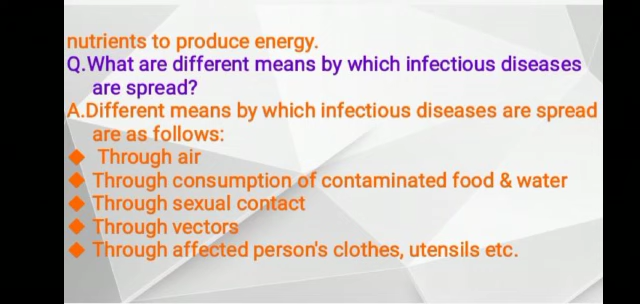 nutrients to produce energy.
Q.What are different means by which infectious diseases
are spread?
A.Different means by which infectious diseases are spread
are as follows:
◆ Through air
◆ Through consumption of contaminated food & water
◆ Through sexual contact
◆ Through vectors
◆ Through affected person's clothes, utensils etc.